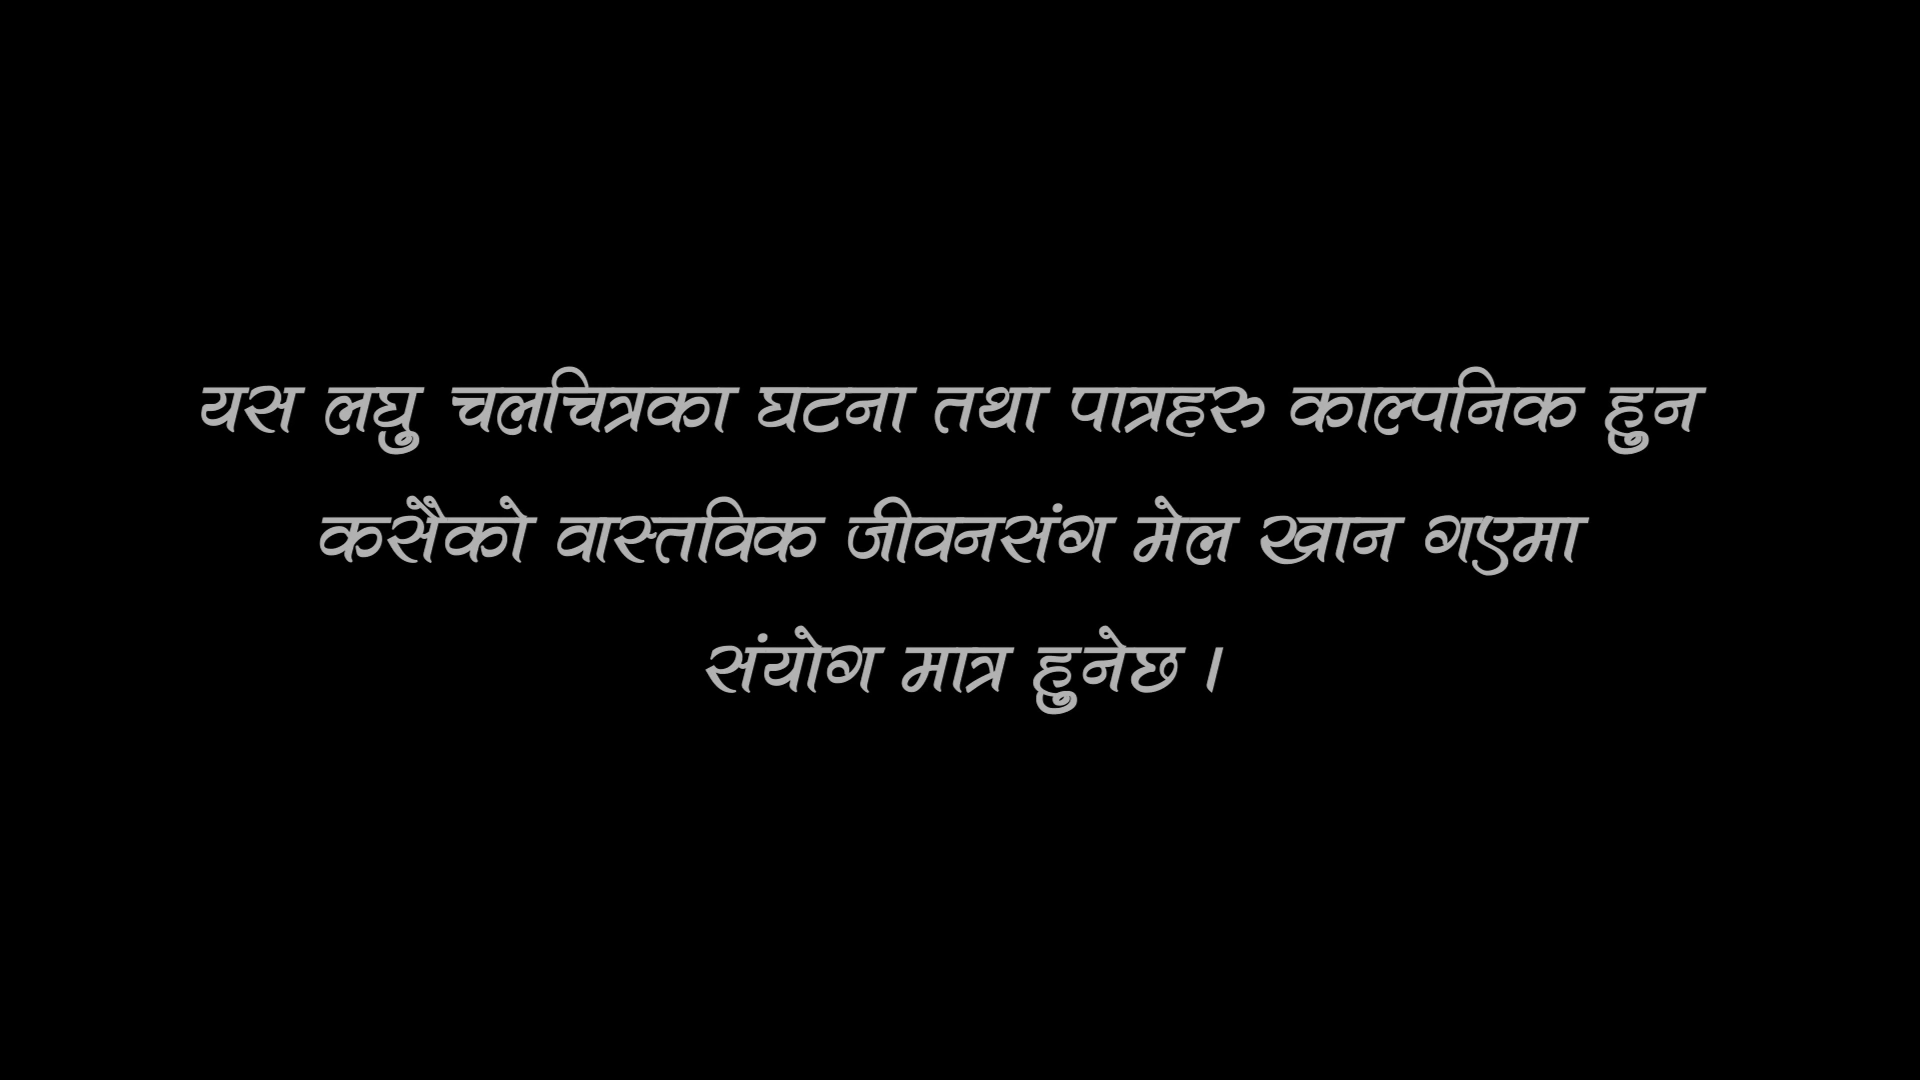 यस लघु चलचित्रका घटना तथा पात्रहरु काल्पनिक हुन
कसैको वास्तविक जीवनसंग मेल खान गएमा
संयोग मात्र हुनेछ ।